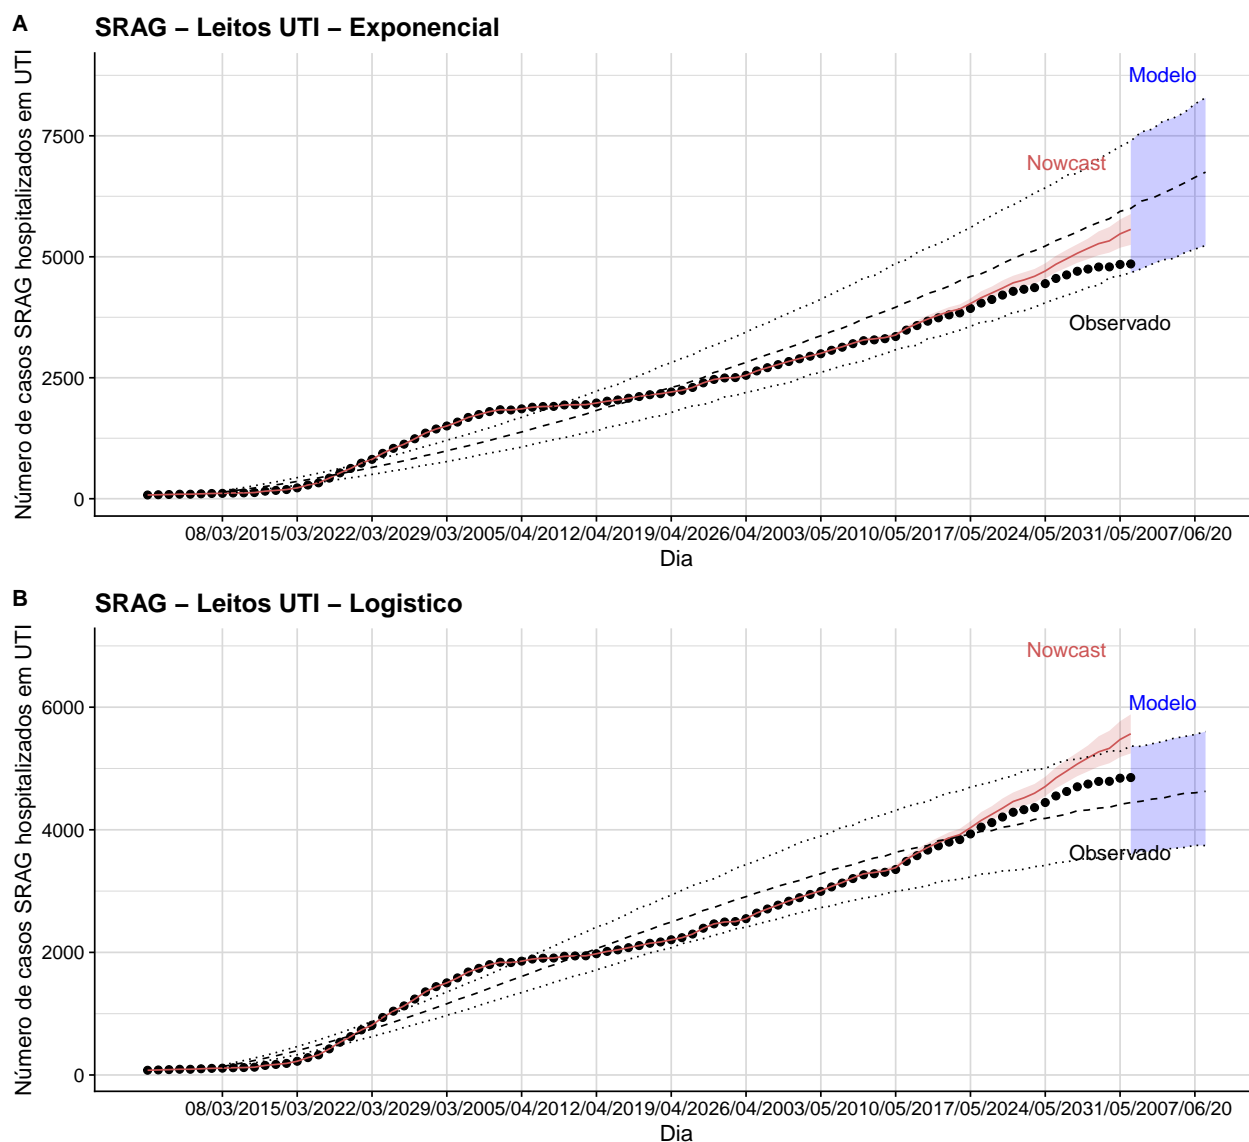 A
SRAG – Leitos UTI – Exponencial
Número de casos SRAG hospitalizados em UTI
Modelo
7500
Nowcast
5000
Observado
2500
0
08/03/2015/03/2022/03/2029/03/2005/04/2012/04/2019/04/2026/04/2003/05/2010/05/2017/05/2024/05/2031/05/2007/06/20
Dia
B
SRAG – Leitos UTI – Logistico
Número de casos SRAG hospitalizados em UTI
Nowcast
6000
Modelo
4000
Observado
2000
0
08/03/2015/03/2022/03/2029/03/2005/04/2012/04/2019/04/2026/04/2003/05/2010/05/2017/05/2024/05/2031/05/2007/06/20
Dia